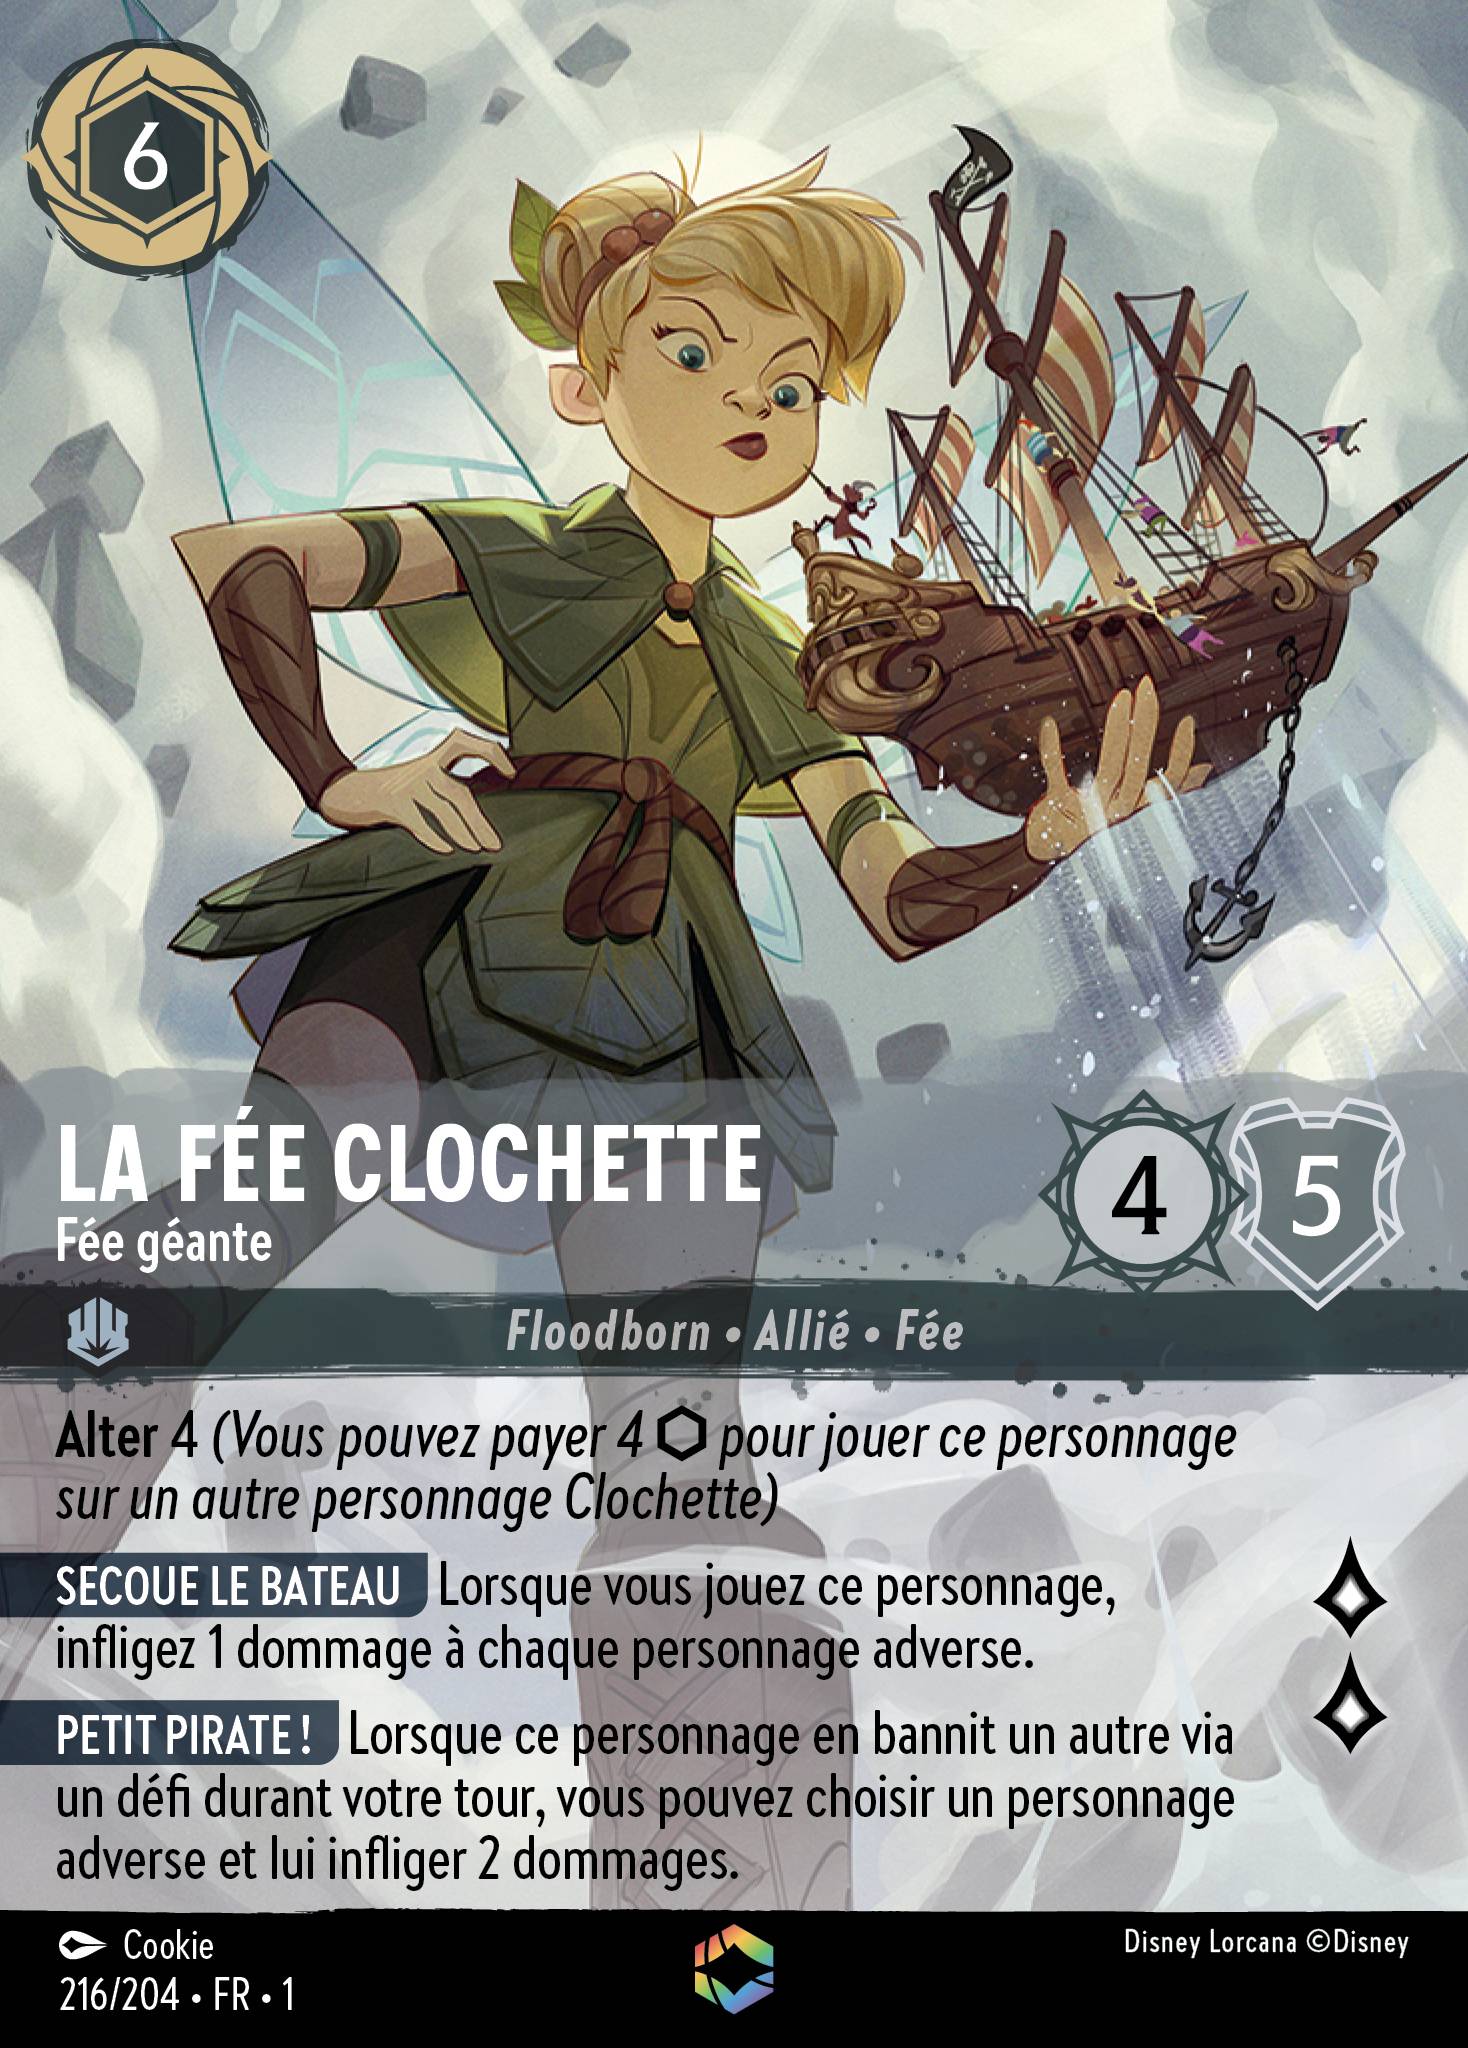 6
LA FÉE CLOCHETTE
Fée géante
4
5
Floodborn • Allié • Fée
Alter 4 (Vous pouvez payer 4 ⬡ pour jouer ce personnage
sur un autre personnage Clochette)
SECOUE LE BATEAU Lorsque vous jouez ce personnage,
infligez 1 dommage à chaque personnage adverse.
PETIT PIRATE ! Lorsque ce personnage en bannit un autre via
un défi durant votre tour, vous pouvez choisir un personnage
adverse et lui infliger 2 dommages.
Cookie
216/204 • FR • 1
Disney Lorcana ©Disney